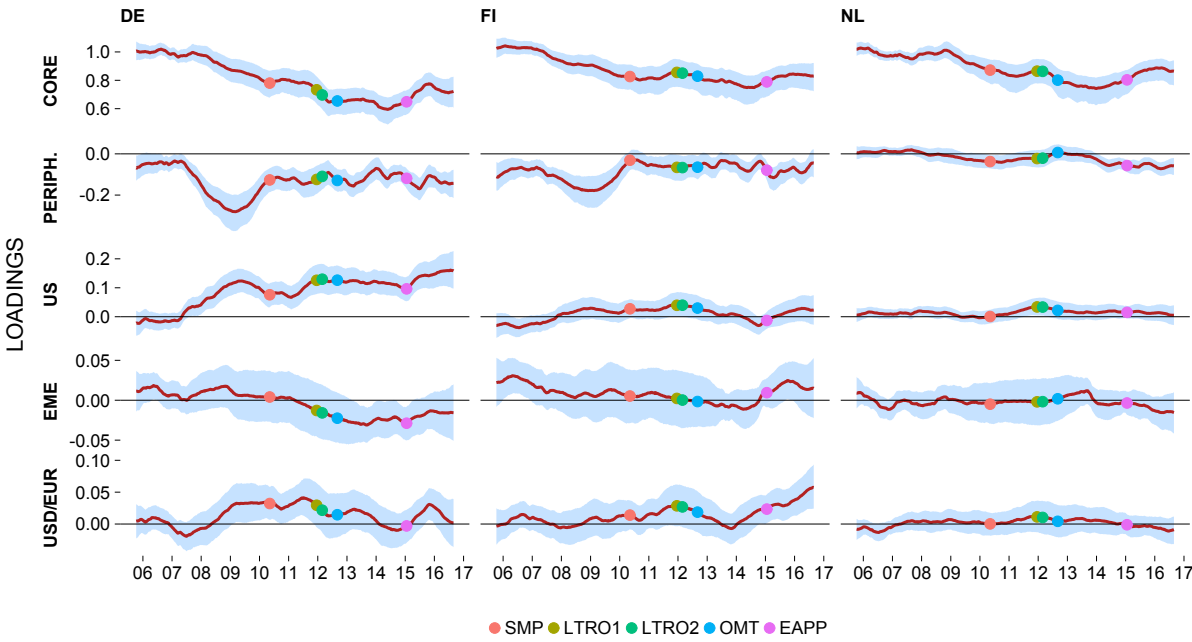 DE FI NL
LOADINGS
CORE
1.0
0.8
0.6
PERIPH.
0.0
-0.2
US
0.2
0.1
0.0
EME
0.05
0.00
-0.05
USD/EUR
0.10
0.05
0.00
06 07 08 09 10 11 12 13 14 15 16 17 06 07 08 09 10 11 12 13 14 15 16 17 06 07 08 09 10 11 12 13 14 15 16 17
SMP LTRO1 LTRO2 OMT EAPP